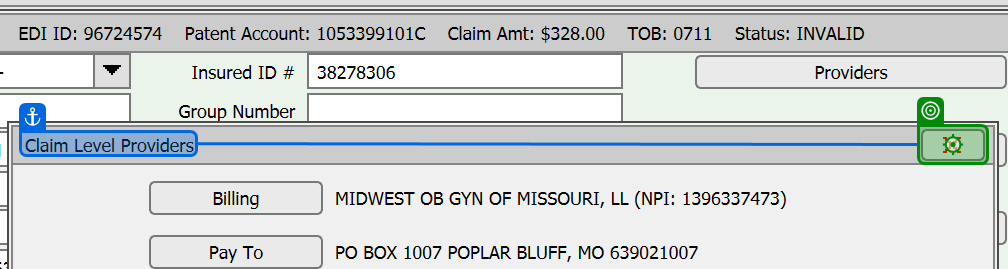 EDI ID: 96724574 Patent Account: 1053399101C Claim Amt: $328.00 TOB: 0711 Status: INVALID
Insured ID # 38278306 Providers
Group Number
Claim Level Providers
Billing MIDWEST OB GYN OF MISSOURI, LL (NPI: 1396337473)
Pay To PO BOX 1007 POPLAR BLUFF, MO 639021007